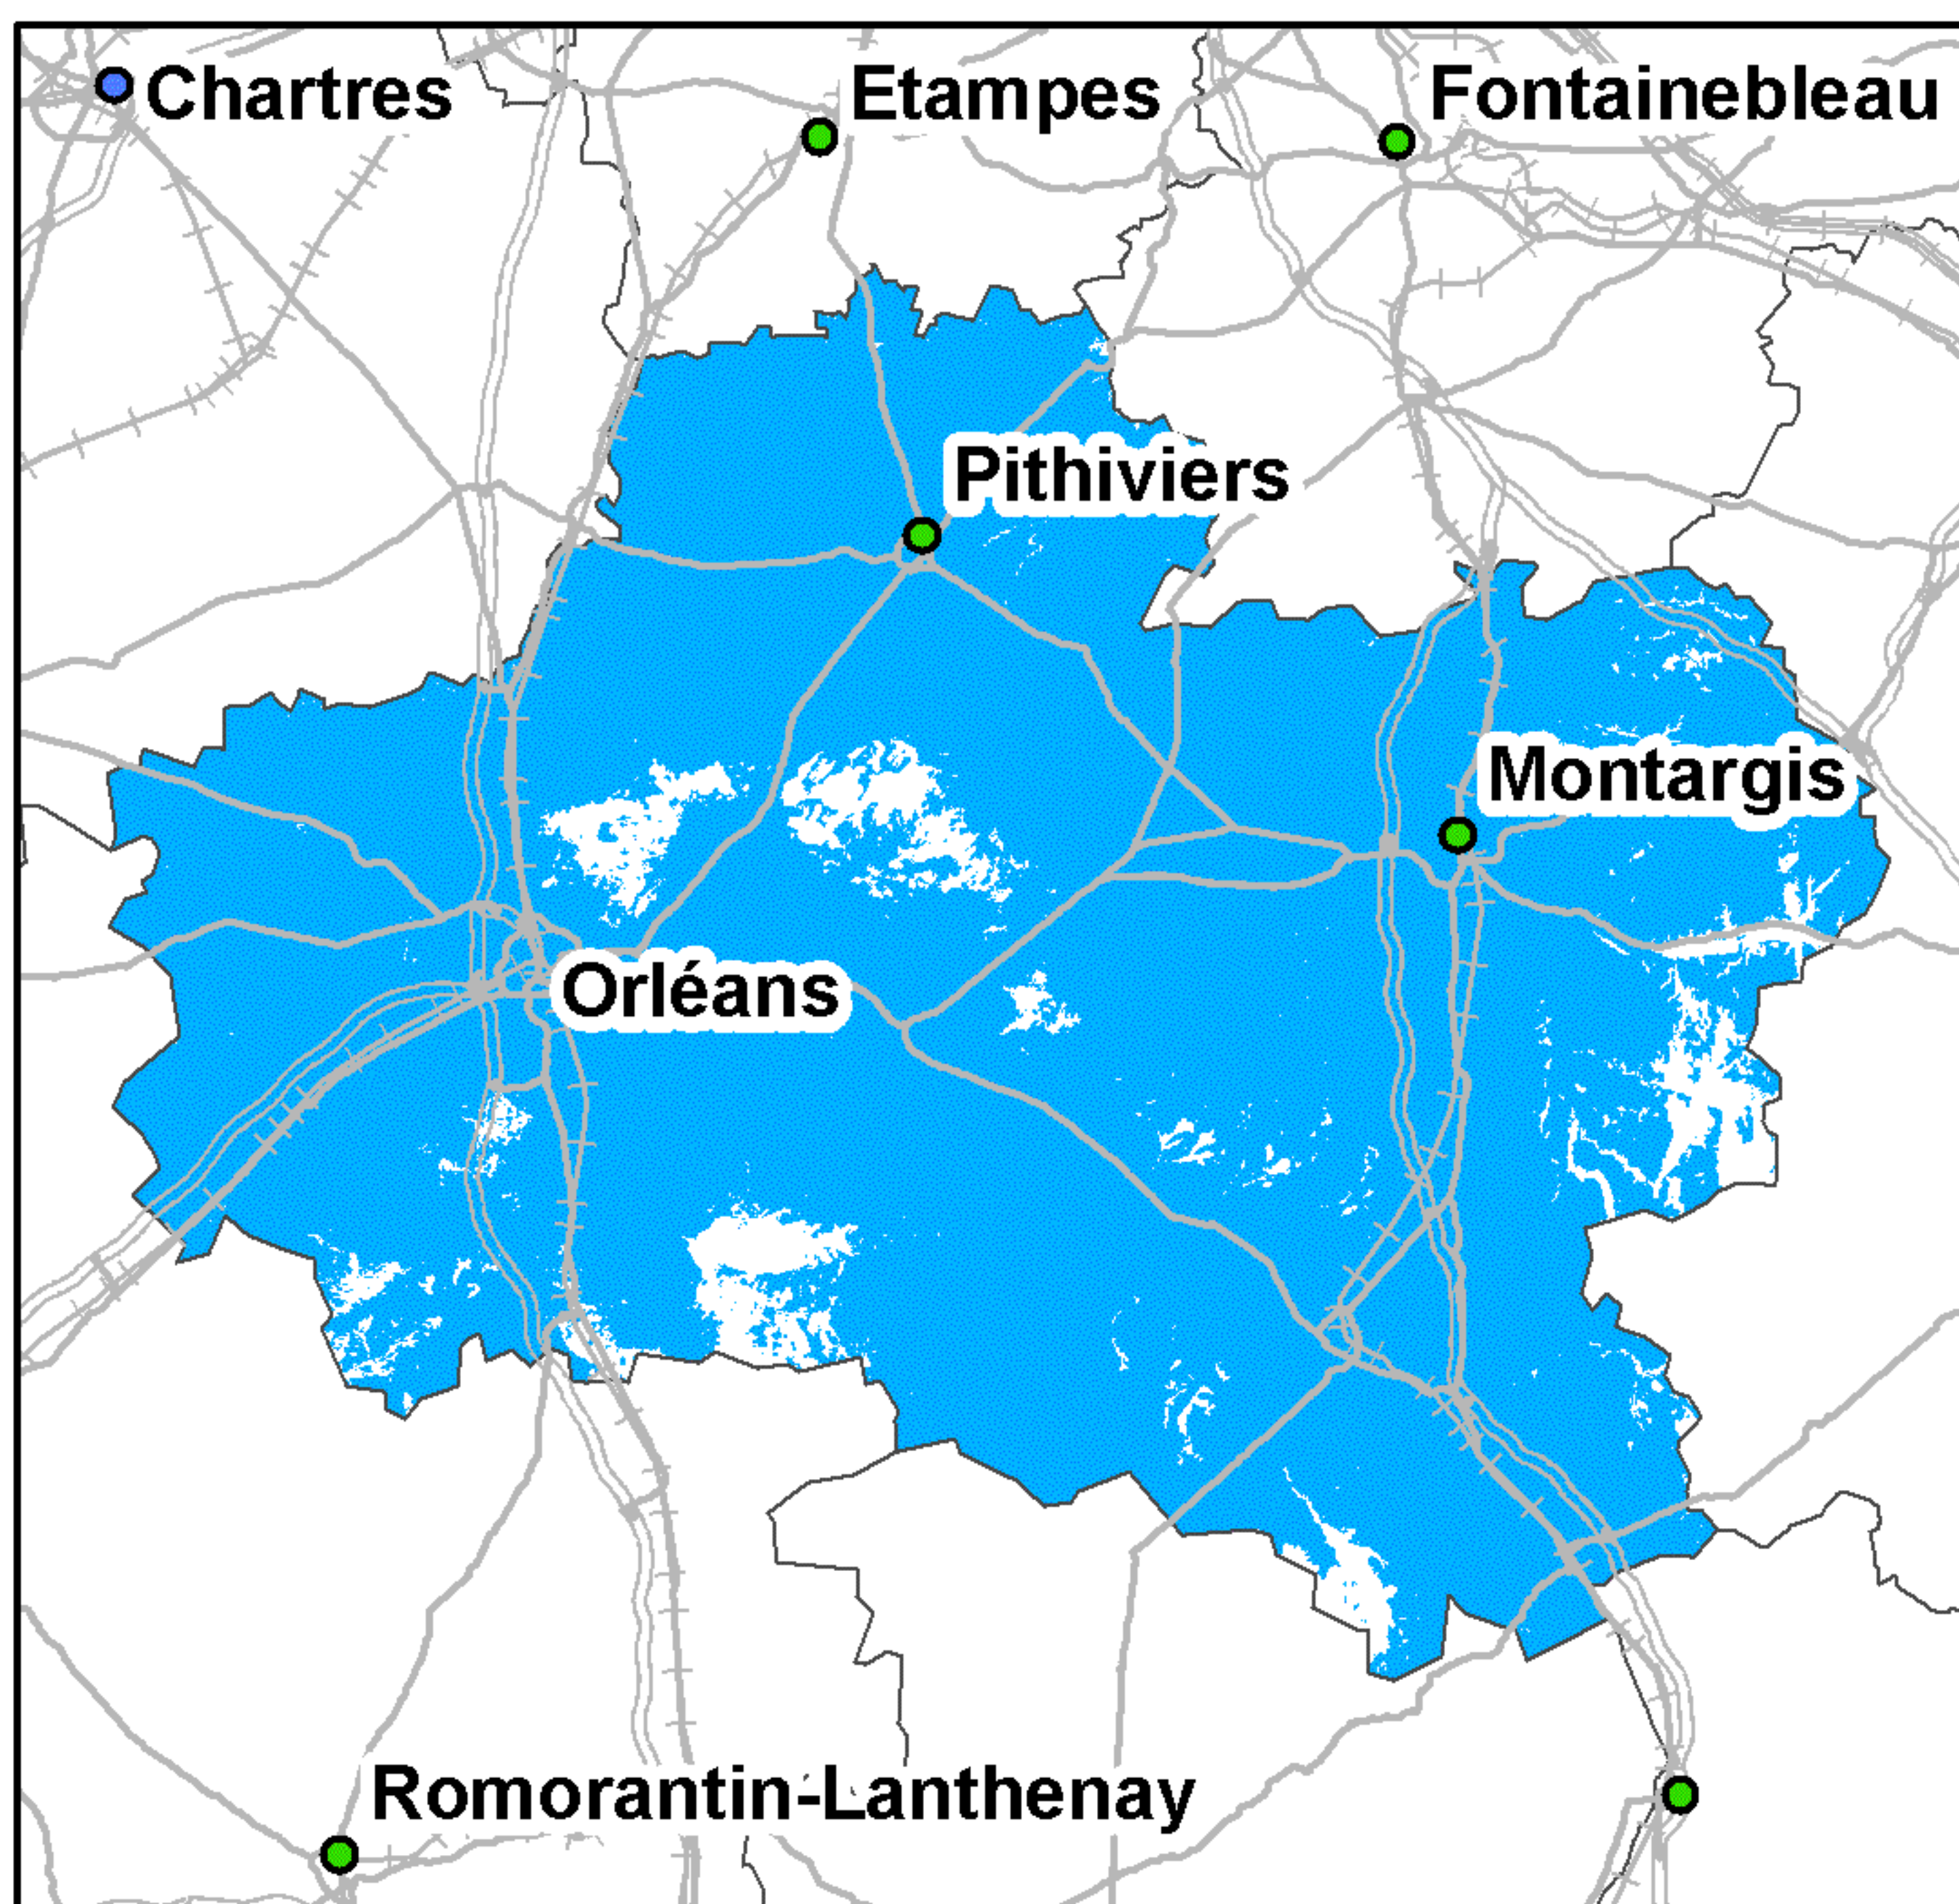 Chartres
Etampes
Fontainebleau
Pithiviers
Montargis
Orléans
Romorantin-Lanthenay